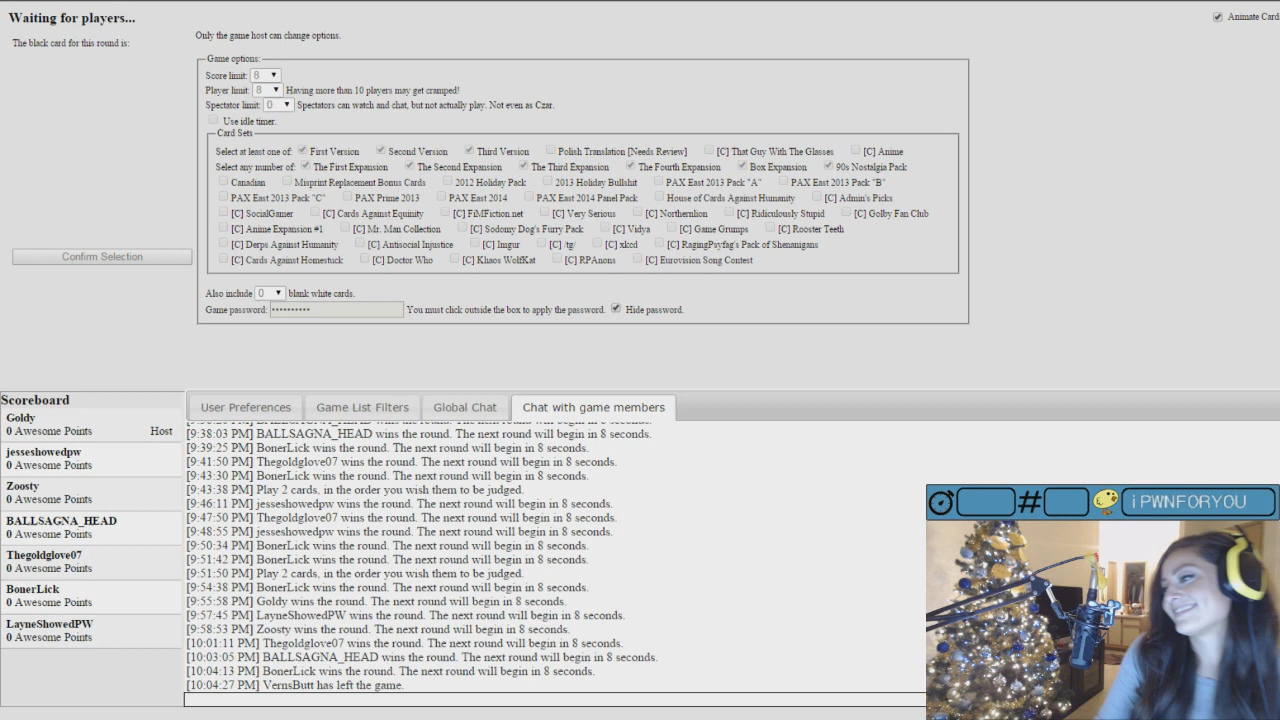 Waiting for players...
Animate Card
Only the game host can change options.
The black card for this round is:
Game options:
Score limit: 8
Player limit: 8 Having more than 10 players may get cramped!
Spectator limit: 0 Spectators can watch and chat, but not actually play. Not even as Czar.
Use idle timer.
Card Sets
Select at least one of: First Version Second Version Third Version Polish Translation [Needs Review] [C] That Guy With The Glasses [C] Anime
Select any number of: The First Expansion The Second Expansion The Third Expansion The Fourth Expansion Box Expansion 90s Nostalgia Pack
Canadian Misprint Replacement Bonus Cards 2012 Holiday Pack 2013 Holiday Bullshit PAX East 2013 Pack "A" PAX East 2013 Pack "B"
PAX East 2013 Pack "C" PAX Prime 2013 PAX East 2014 PAX East 2014 Panel Pack House of Cards Against Humanity [C] Admin's Picks
[C] SocialGamer [C] Cards Against Equinity [C] FiMFiction.net [C] Very Serious [C] Northernlion [C] Ridiculously Stupid [C] Golby Fan Club
[C] Anime Expansion #1 [C] Mr. Man Collection [C] Sodomy Dog's Furry Pack [C] Vidya [C] Game Grumps [C] Rooster Teeth
[C] Derps Against Humanity [C] Antisocial Injustice [C] Imgur [C] /tg/ [C] xkcd [C] RagingPsyfag's Pack of Shenanigans
[C] Cards Against Homestuck [C] Doctor Who [C] Khaos WolfKat [C] RPAnons [C] Eurovision Song Contest
Confirm Selection
Also include 0 blank white cards.
Game password: •••••••••• You must click outside the box to apply the password. Hide password.
Scoreboard
Goldy
0 Awesome Points Host
jesseshowedpw
0 Awesome Points
Zoosty
0 Awesome Points
BALLSAGNA_HEAD
0 Awesome Points
Thegoldglove07
0 Awesome Points
BonerLick
0 Awesome Points
LayneShowedPW
0 Awesome Points
User Preferences Game List Filters Global Chat Chat with game members
[9:38:03 PM] BALLSAGNA_HEAD wins the round. The next round will begin in 8 seconds.
[9:39:25 PM] BonerLick wins the round. The next round will begin in 8 seconds.
[9:41:50 PM] Thegoldglove07 wins the round. The next round will begin in 8 seconds.
[9:43:30 PM] BonerLick wins the round. The next round will begin in 8 seconds.
[9:43:38 PM] Play 2 cards, in the order you wish them to be judged.
[9:46:11 PM] jesseshowedpw wins the round. The next round will begin in 8 seconds.
[9:47:50 PM] Thegoldglove07 wins the round. The next round will begin in 8 seconds.
[9:48:55 PM] jesseshowedpw wins the round. The next round will begin in 8 seconds.
[9:50:34 PM] BonerLick wins the round. The next round will begin in 8 seconds.
[9:51:42 PM] BonerLick wins the round. The next round will begin in 8 seconds.
[9:51:50 PM] Play 2 cards, in the order you wish them to be judged.
[9:54:38 PM] BonerLick wins the round. The next round will begin in 8 seconds.
[9:55:58 PM] Goldy wins the round. The next round will begin in 8 seconds.
[9:57:45 PM] LayneShowedPW wins the round. The next round will begin in 8 seconds.
[9:58:53 PM] Zoosty wins the round. The next round will begin in 8 seconds.
[10:01:11 PM] Thegoldglove07 wins the round. The next round will begin in 8 seconds.
[10:03:05 PM] BALLSAGNA_HEAD wins the round. The next round will begin in 8 seconds.
[10:04:13 PM] BonerLick wins the round. The next round will begin in 8 seconds.
[10:04:27 PM] VernsButt has left the game.
# iPWNFORYOU